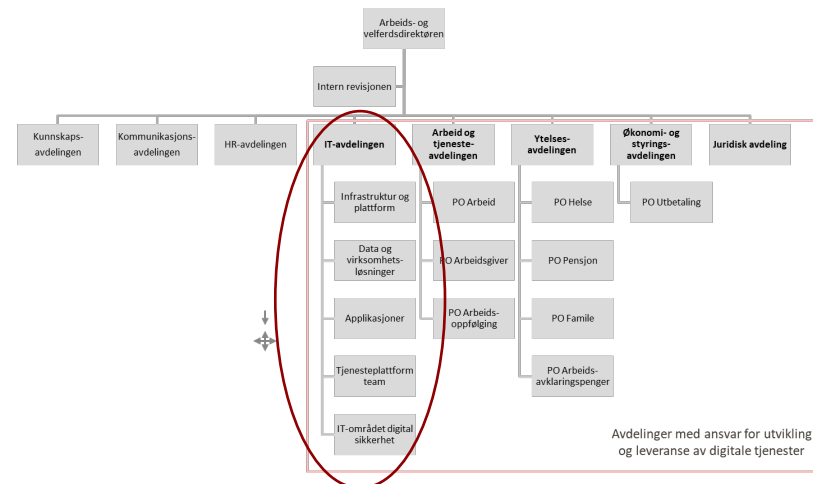 Arbeids- og
velferdsdirektøren
Intern revisjonen
Kunnskaps-
avdelingen
Kommunikasjons-
avdelingen
HR-avdelingen
IT-avdelingen
Arbeid og
tjeneste-
avdelingen
Ytelses-
avdelingen
Økonomi- og
styrings-
avdelingen
Juridisk avdeling
Infrastruktur og
plattform
Data og
virksomhets-
løsninger
Applikasjoner
Tjenesteplattform
team
IT-området digital
sikkerhet
PO Arbeid
PO Arbeidsgiver
PO Arbeids-
oppfølging
PO Helse
PO Pensjon
PO Famile
PO Arbeids-
avklaringspenger
PO Utbetaling
Avdelinger med ansvar for utvikling
og leveranse av digitale tjenester